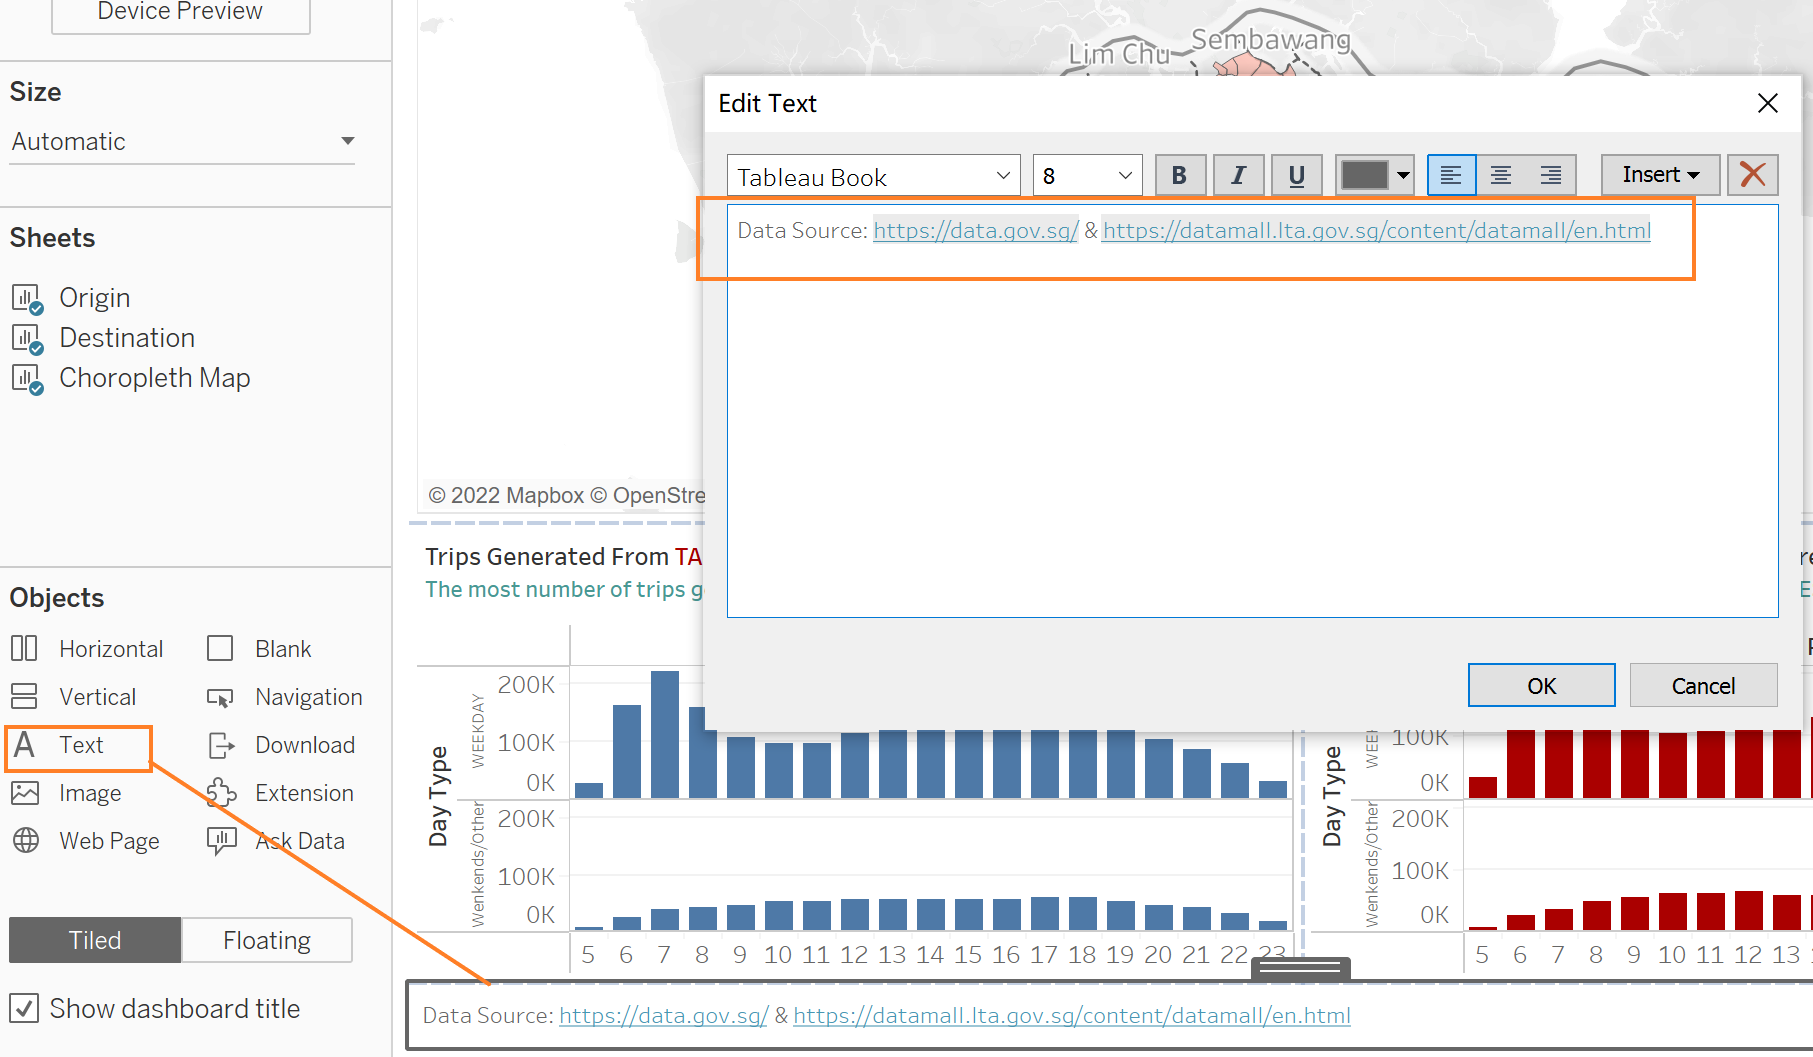 Device Preview
Size
Automatic
Sheets
Origin
Destination
Choropleth Map
Objects
Horizontal
Blank
Vertical
Navigation
Text
Download
Image
Extension
Web Page
Ask Data
Tiled
Floating
Show dashboard title
Lim Chu
Sembawang
Edit Text
Tableau Book
8
B
I
U
Insert
Data Source: https://data.gov.sg/ & https://datamall.lta.gov.sg/content/datamall/en.html
OK
Cancel
© 2022 Mapbox © OpenStre
Trips Generated From TA
The most number of trips g
Day Type
WEEKDAY
200K
100K
0K
Wenkends/Other
200K
100K
0K
5 6 7 8 9 10 11 12 13 14 15 16 17 18 19 20 21 22 23
Day Type
WEE
100K
0K
Wenkends/Other
200K
100K
0K
5 6 7 8 9 10 11 12 13
Data Source: https://data.gov.sg/ & https://datamall.lta.gov.sg/content/datamall/en.html